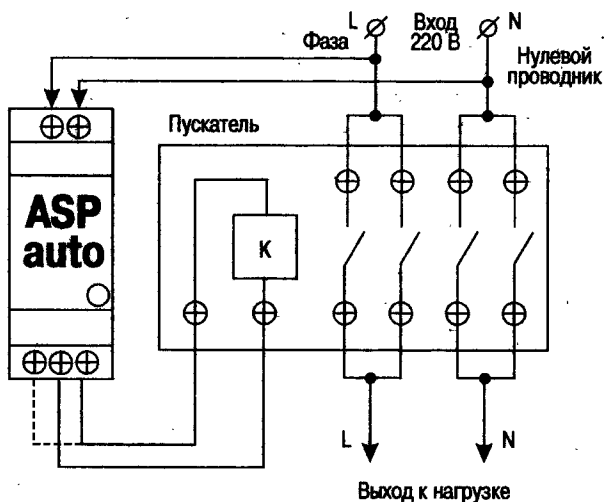 L
Вход
220 В
N
Фаза
Нулевой
проводник
Пускатель
ASP
auto
К
L
N
Выход к нагрузке